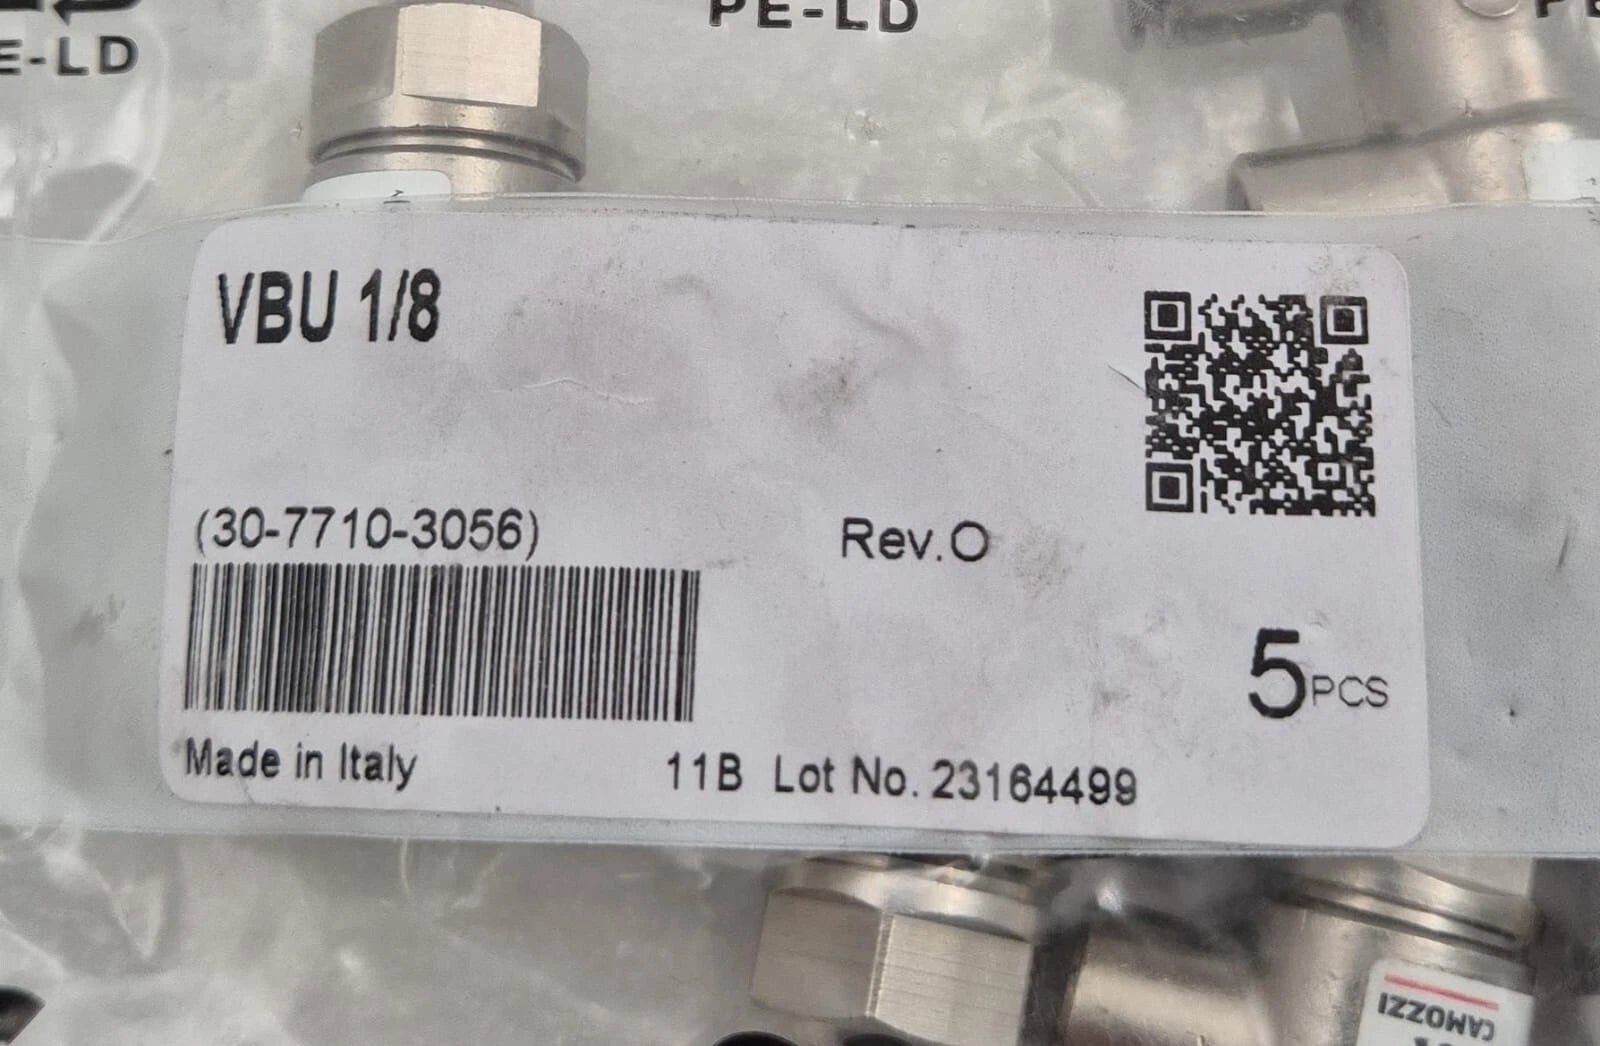 PE-LD
E-LD
VBU 1/8
(30-7710-3056)
Rev.O
5PCS
Made in Italy
11B Lot No. 23164499
CAMOZZI